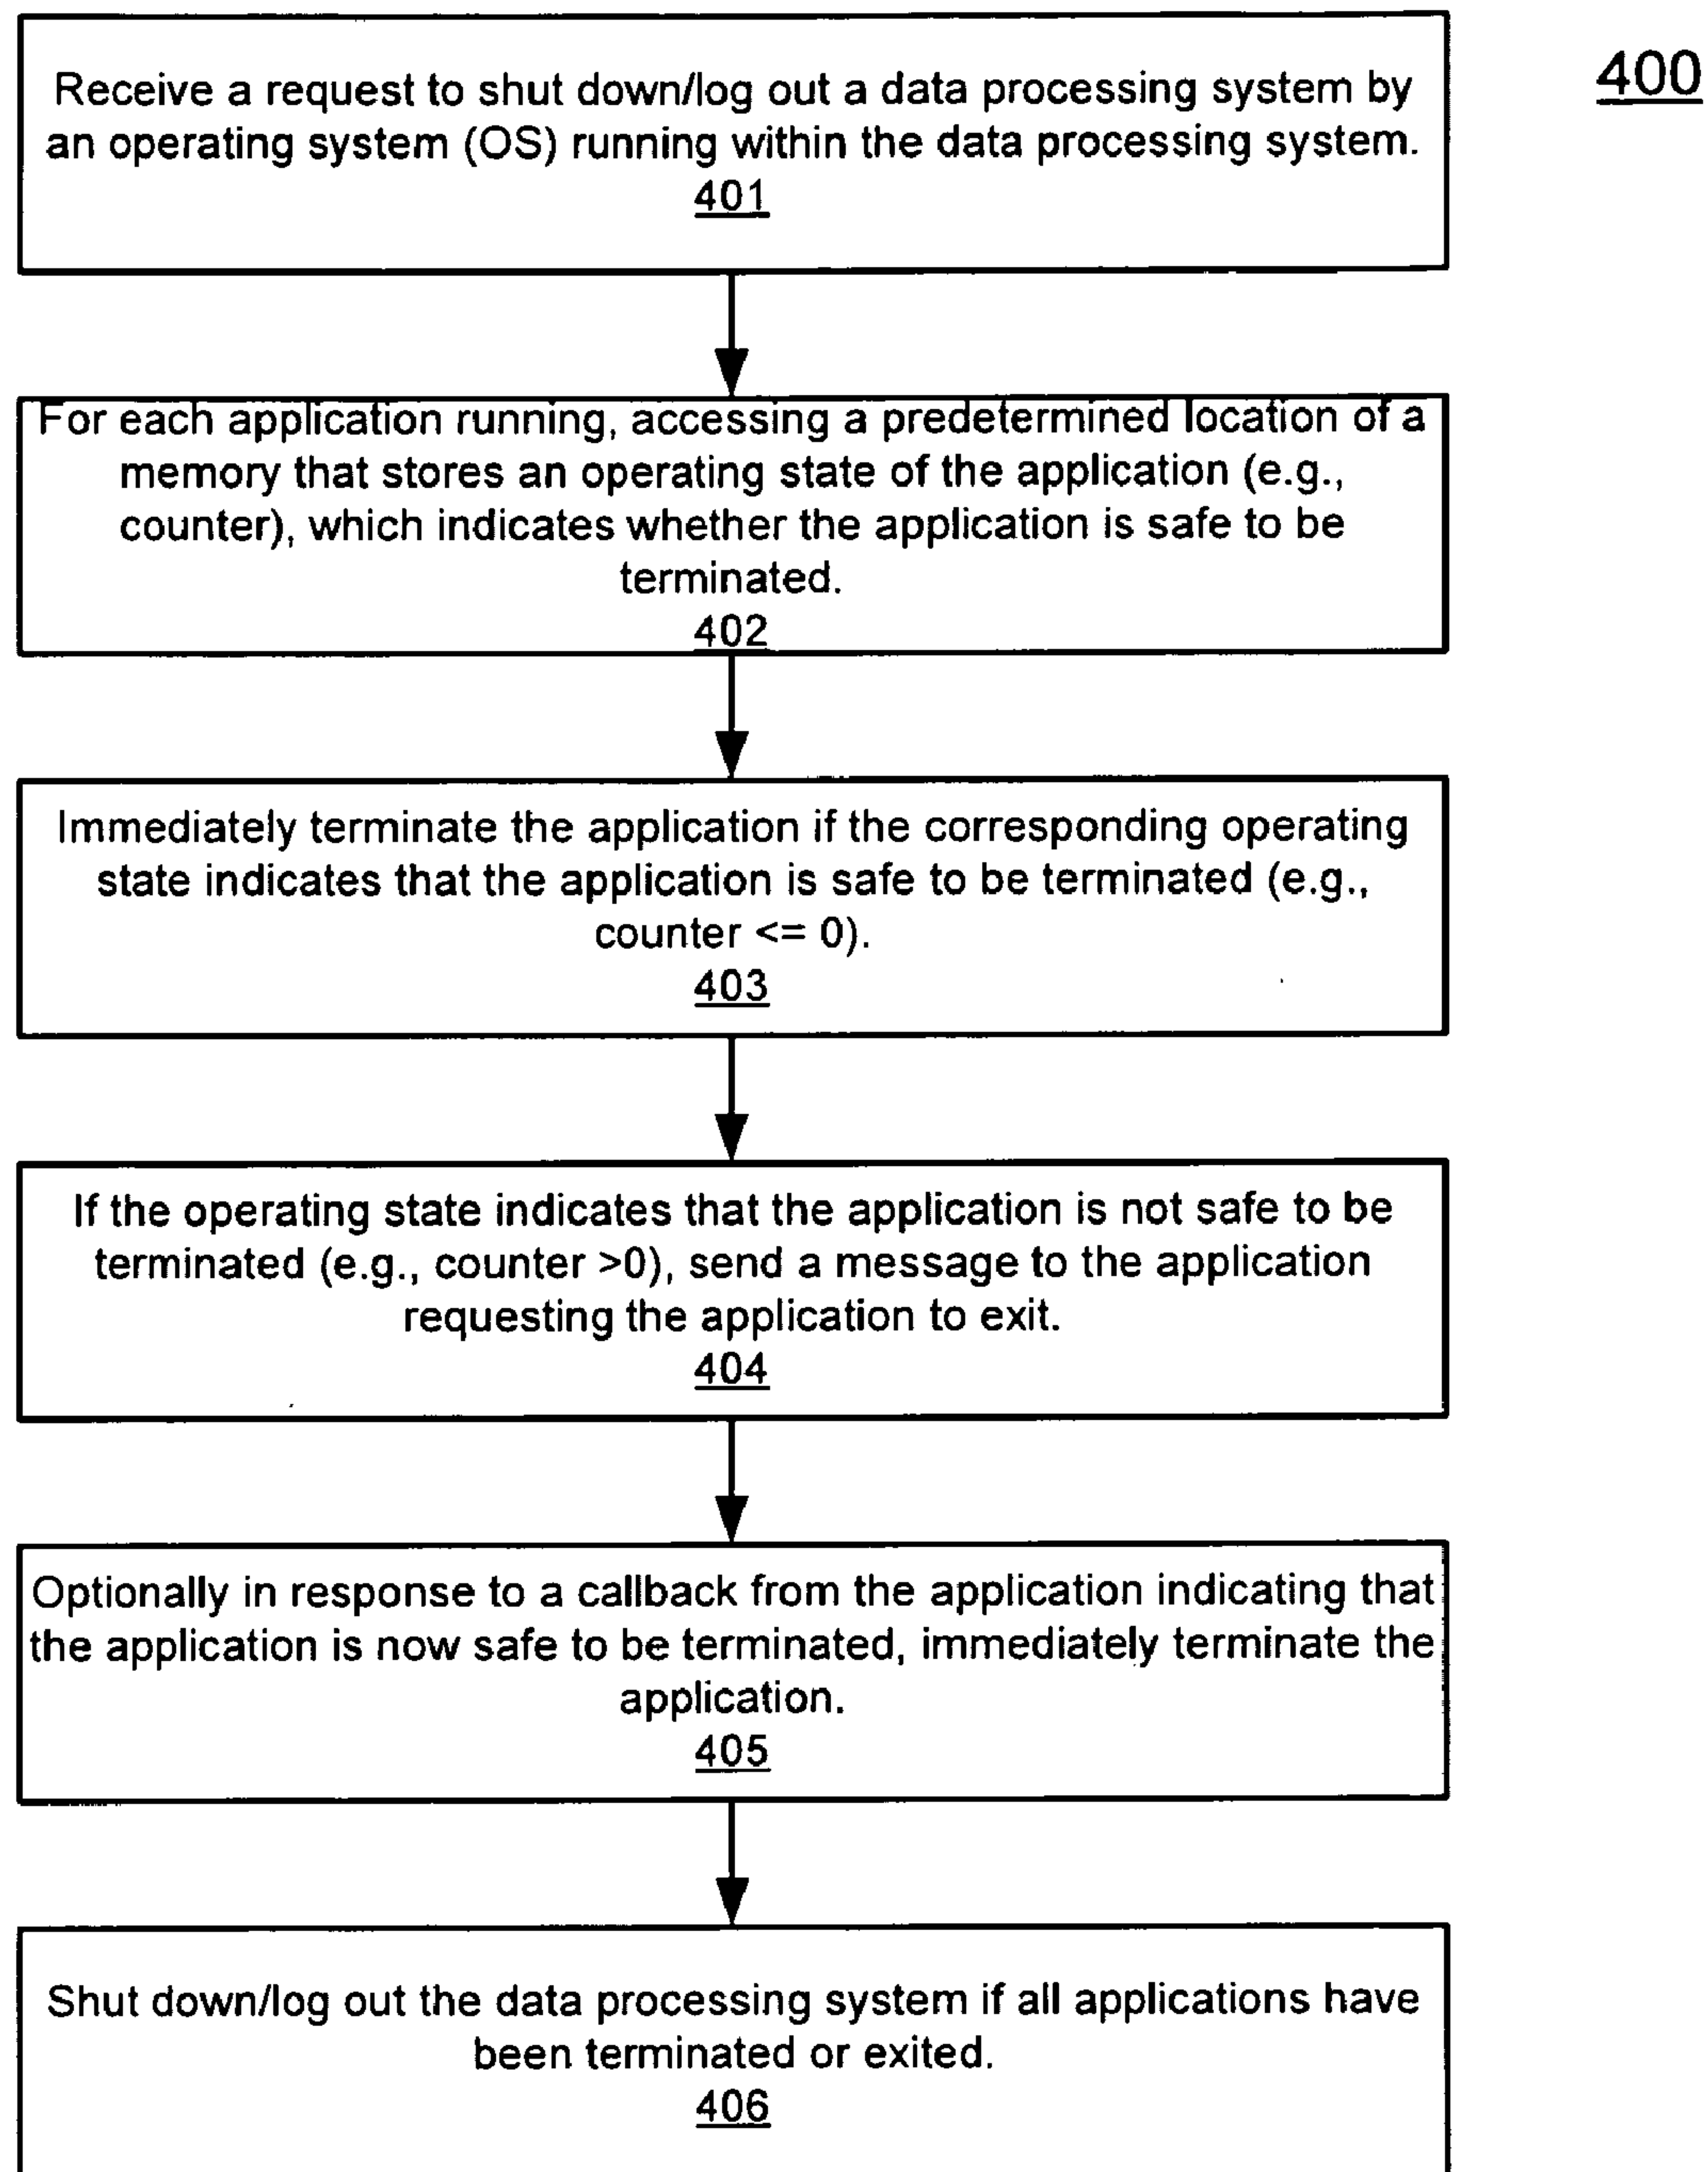 400
Receive a request to shut down/log out a data processing system by
an operating system (OS) running within the data processing system.
401
For each application running, accessing a predetermined location of a
memory that stores an operating state of the application (e.g.,
counter), which indicates whether the application is safe to be
terminated.
402
Immediately terminate the application if the corresponding operating
state indicates that the application is safe to be terminated (e.g.,
counter <= 0).
403
If the operating state indicates that the application is not safe to be
terminated (e.g., counter >0), send a message to the application
requesting the application to exit.
404
Optionally in response to a callback from the application indicating that
the application is now safe to be terminated, immediately terminate the
application.
405
Shut down/log out the data processing system if all applications have
been terminated or exited.
406